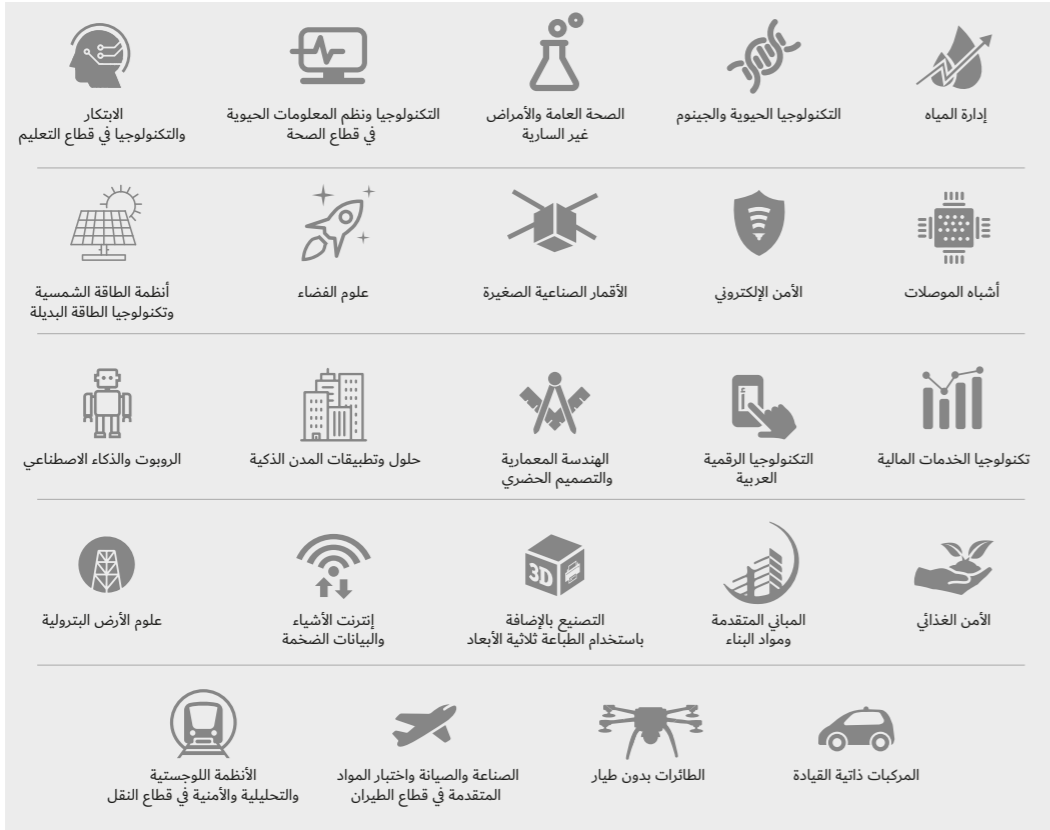 إدارة المياه
التكنولوجيا الحيوية والجينوم
الصحة العامة والأمراض
غير السارية
التكنولوجيا ونظم المعلومات الحيوية
في قطاع الصحة
الابتكار
والتكنولوجيا في قطاع التعليم
أشباه الموصلات
الأمن الإلكتروني
الأقمار الصناعية الصغيرة
علوم الفضاء
أنظمة الطاقة الشمسية
وتكنولوجيا الطاقة البديلة
أ
تكنولوجيا الخدمات المالية
التكنولوجيا الرقمية
العربية
الهندسة المعمارية
والتصميم الحضري
حلول وتطبيقات المدن الذكية
الروبوت والذكاء الاصطناعي
3D
الأمن الغذائي
المباني المتقدمة
ومواد البناء
التصنيع بالإضافة
باستخدام الطباعة ثلاثية الأبعاد
إنترنت الأشياء
والبيانات الضخمة
علوم الأرض البترولية
المركبات ذاتية القيادة
الطائرات بدون طيار
الصناعة والصيانة واختبار المواد
المتقدمة في قطاع الطيران
الأنظمة اللوجستية
والتحليلية والأمنية في قطاع النقل